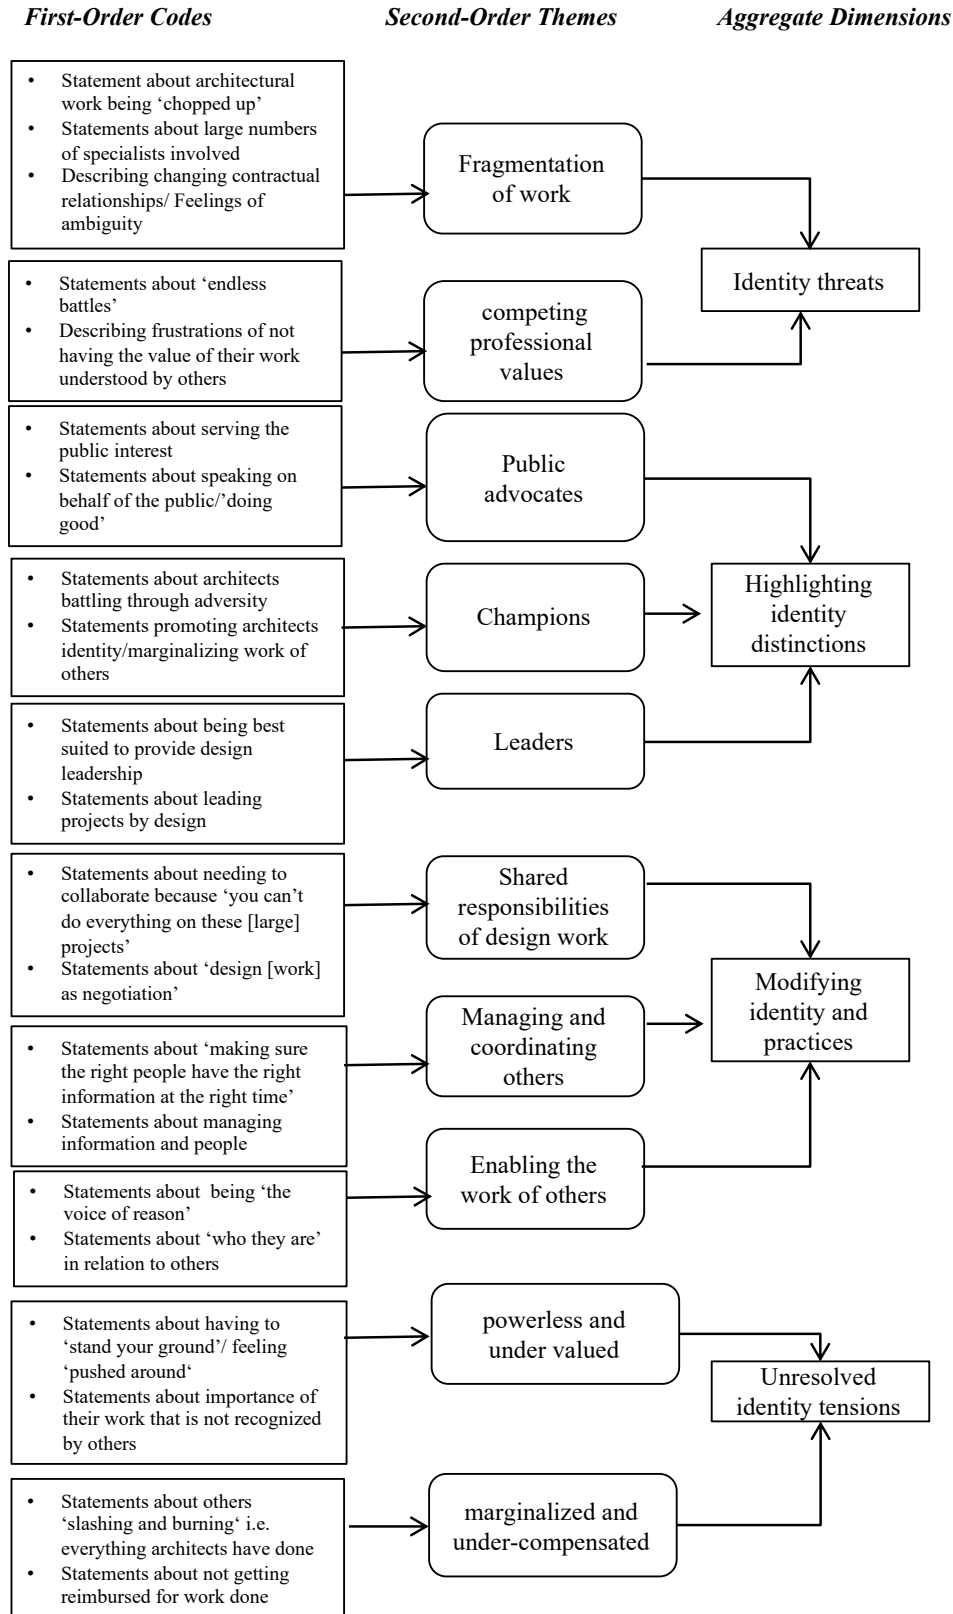 First-Order Codes
Second-Order Themes
Aggregate Dimensions
• Statement about architectural
work being ‘chopped up’
• Statements about large numbers
of specialists involved
• Describing changing contractual
relationships/ Feelings of
ambiguity
Fragmentation
of work
Identity threats
• Statements about ‘endless
battles’
• Describing frustrations of not
having the value of their work
understood by others
competing
professional
values
• Statements about serving the
public interest
• Statements about speaking on
behalf of the public/’doing
good’
Public
advocates
• Statements about architects
battling through adversity
• Statements promoting architects
identity/marginalizing work of
others
Champions
Highlighting
identity
distinctions
• Statements about being best
suited to provide design
leadership
• Statements about leading
projects by design
Leaders
• Statements about needing to
collaborate because ‘you can’t
do everything on these [large]
projects’
• Statements about ‘design [work]
as negotiation’
Shared
responsibilities
of design work
Modifying
identity and
practices
• Statements about ‘making sure
the right people have the right
information at the right time’
• Statements about managing
information and people
Managing and
coordinating
others
• Statements about  being ‘the
voice of reason’
• Statements about ‘who they are’
in relation to others
Enabling the
work of others
• Statements about having to
‘stand your ground’/ feeling
‘pushed around‘
• Statements about importance of
their work that is not recognized
by others
powerless and
under valued
Unresolved
identity tensions
• Statements about others
‘slashing and burning‘ i.e.
everything architects have done
• Statements about not getting
reimbursed for work done
marginalized and
under-compensated